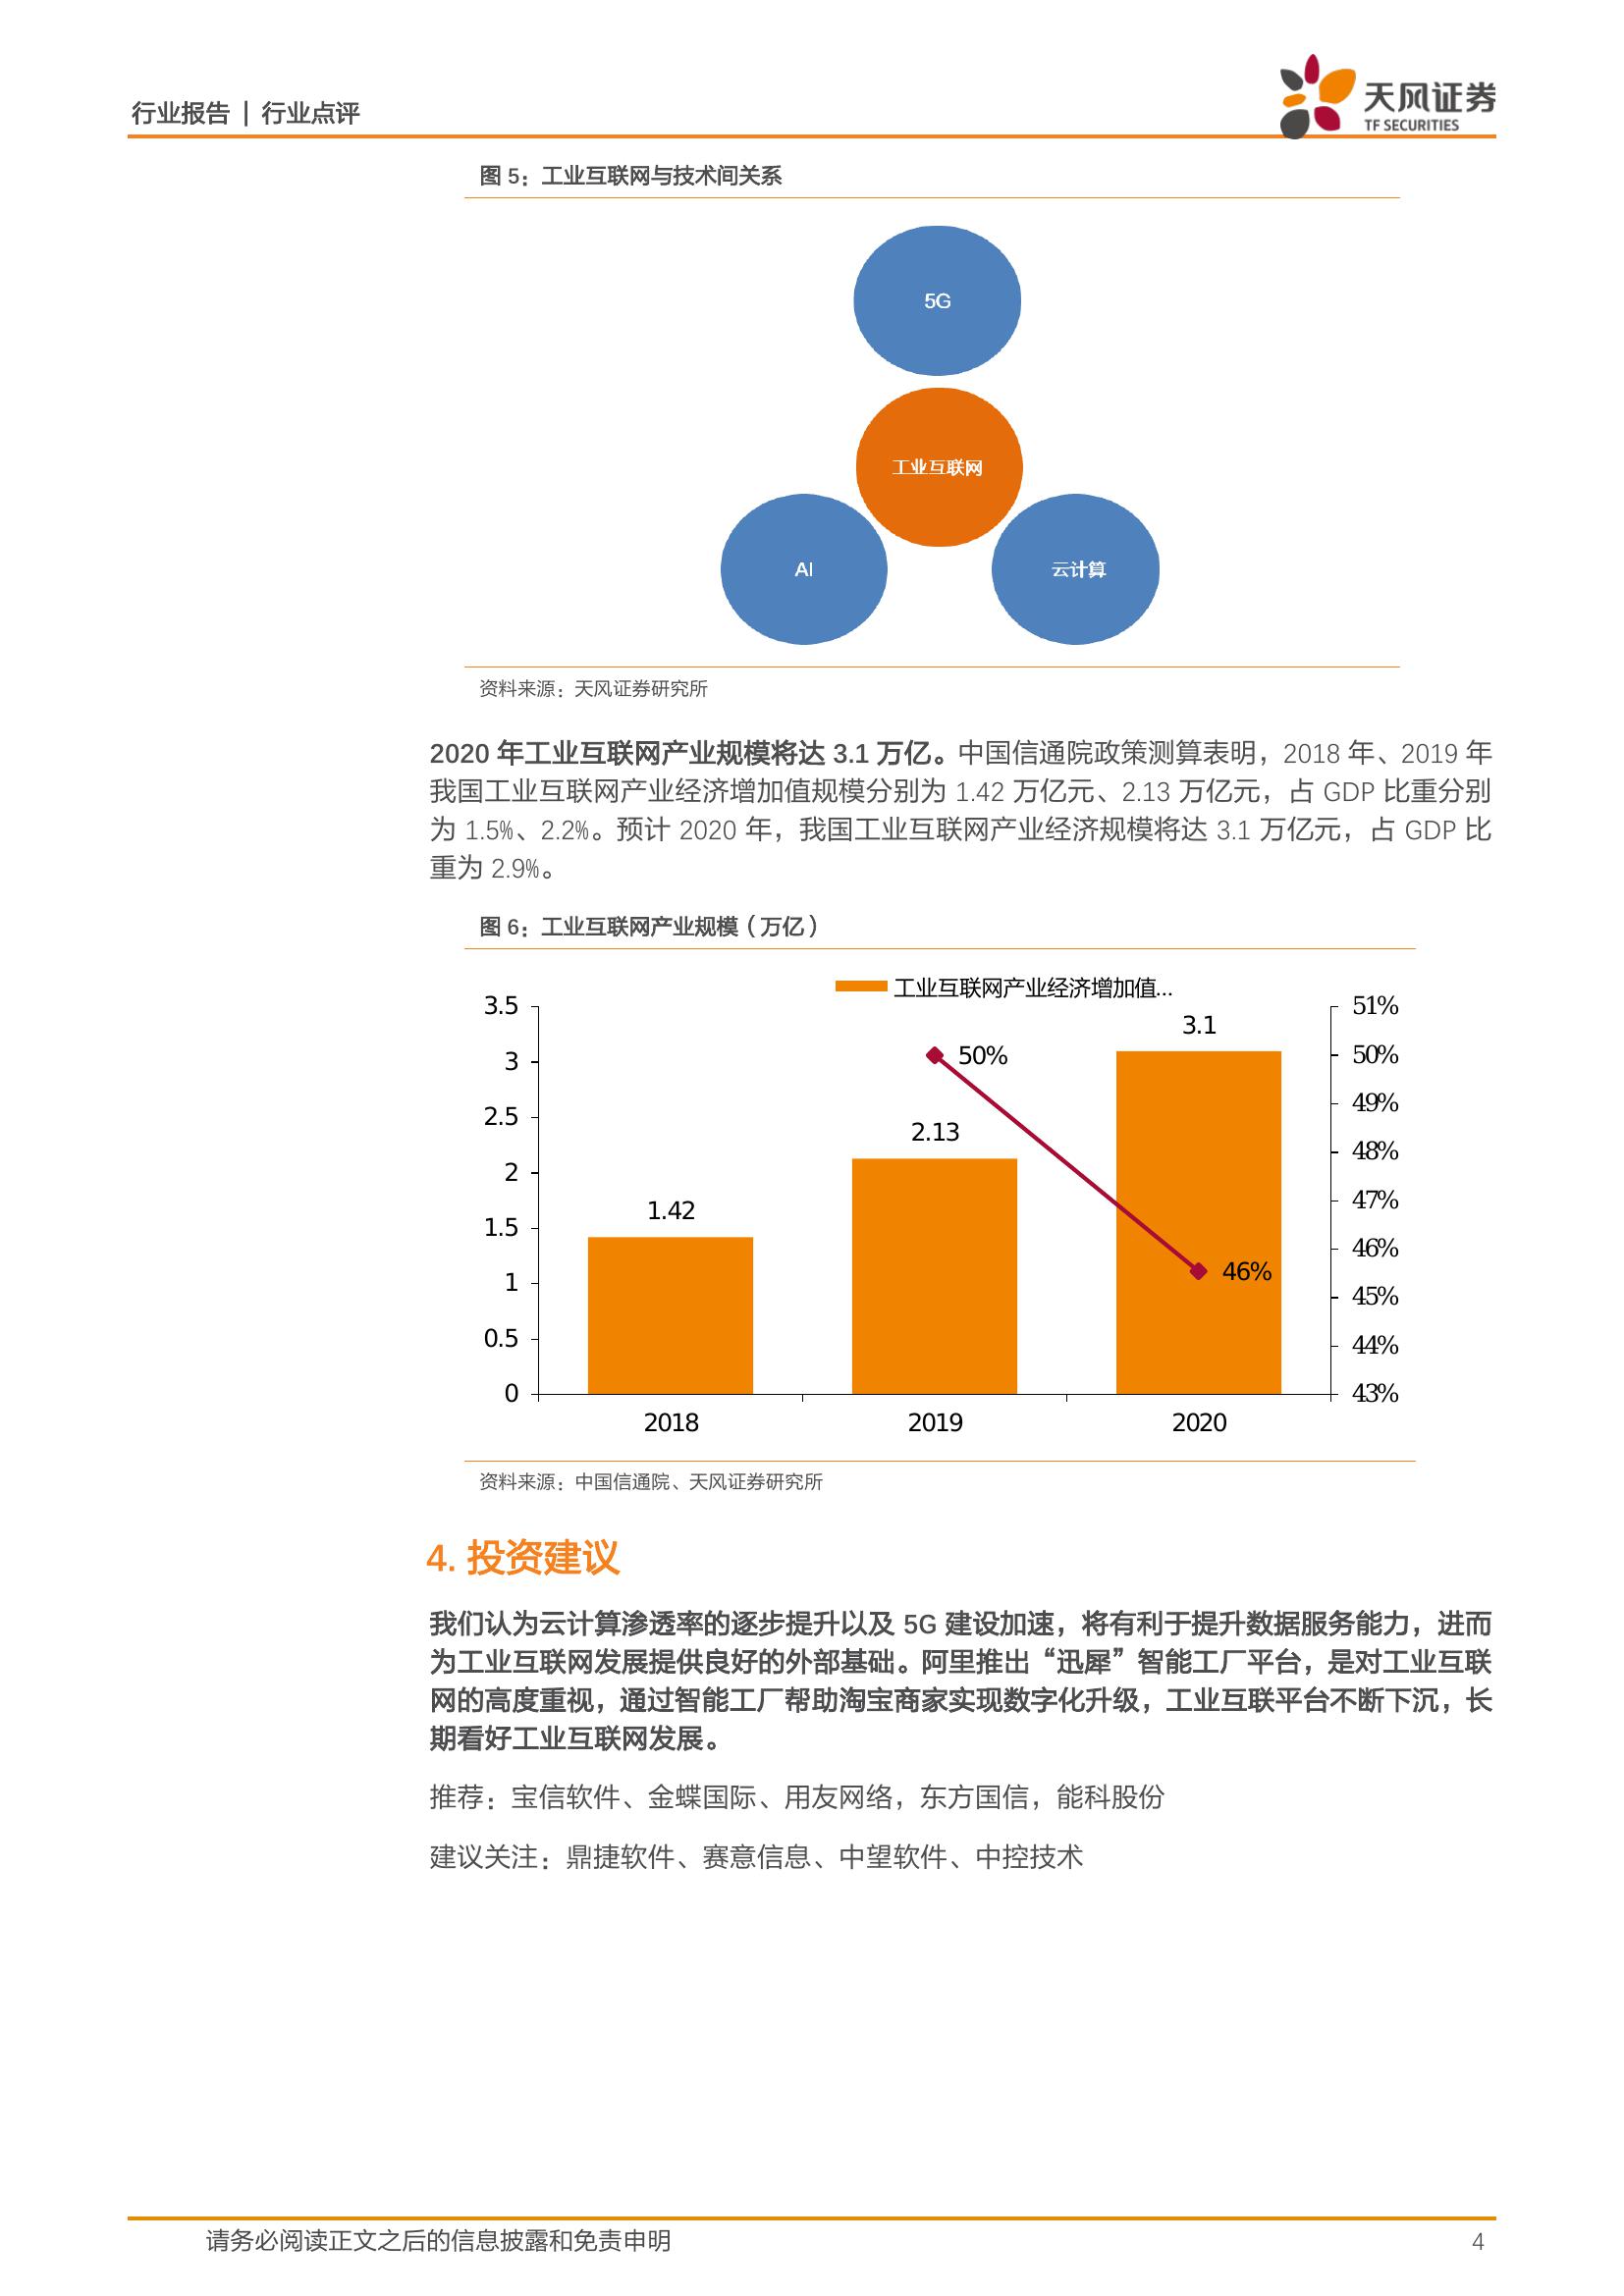 行业报告 | 行业点评
天风证券
TF SECURITIES
图 5：工业互联网与技术间关系
5G
工业互联网
AI
云计算
资料来源：天风证券研究所
2020 年工业互联网产业规模将达 3.1 万亿。中国信通院政策测算表明，2018 年、2019 年
我国工业互联网产业经济增加值规模分别为 1.42 万亿元、2.13 万亿元，占 GDP 比重分别
为 1.5%、2.2%。预计 2020 年，我国工业互联网产业经济规模将达 3.1 万亿元，占 GDP 比
重为 2.9%。
图 6：工业互联网产业规模（万亿）
工业互联网产业经济增加值...
3.5
3
2.5
2
1.5
1
0.5
0
1.42
2.13
3.1
50%
46%
51%
50%
49%
48%
47%
46%
45%
44%
43%
2018
2019
2020
资料来源：中国信通院、天风证券研究所
4. 投资建议
我们认为云计算渗透率的逐步提升以及 5G 建设加速，将有利于提升数据服务能力，进而
为工业互联网发展提供良好的外部基础。阿里推出“迅犀”智能工厂平台，是对工业互联
网的高度重视，通过智能工厂帮助淘宝商家实现数字化升级，工业互联平台不断下沉，长
期看好工业互联网发展。
推荐：宝信软件、金蝶国际、用友网络，东方国信，能科股份
建议关注：鼎捷软件、赛意信息、中望软件、中控技术
请务必阅读正文之后的信息披露和免责申明
4